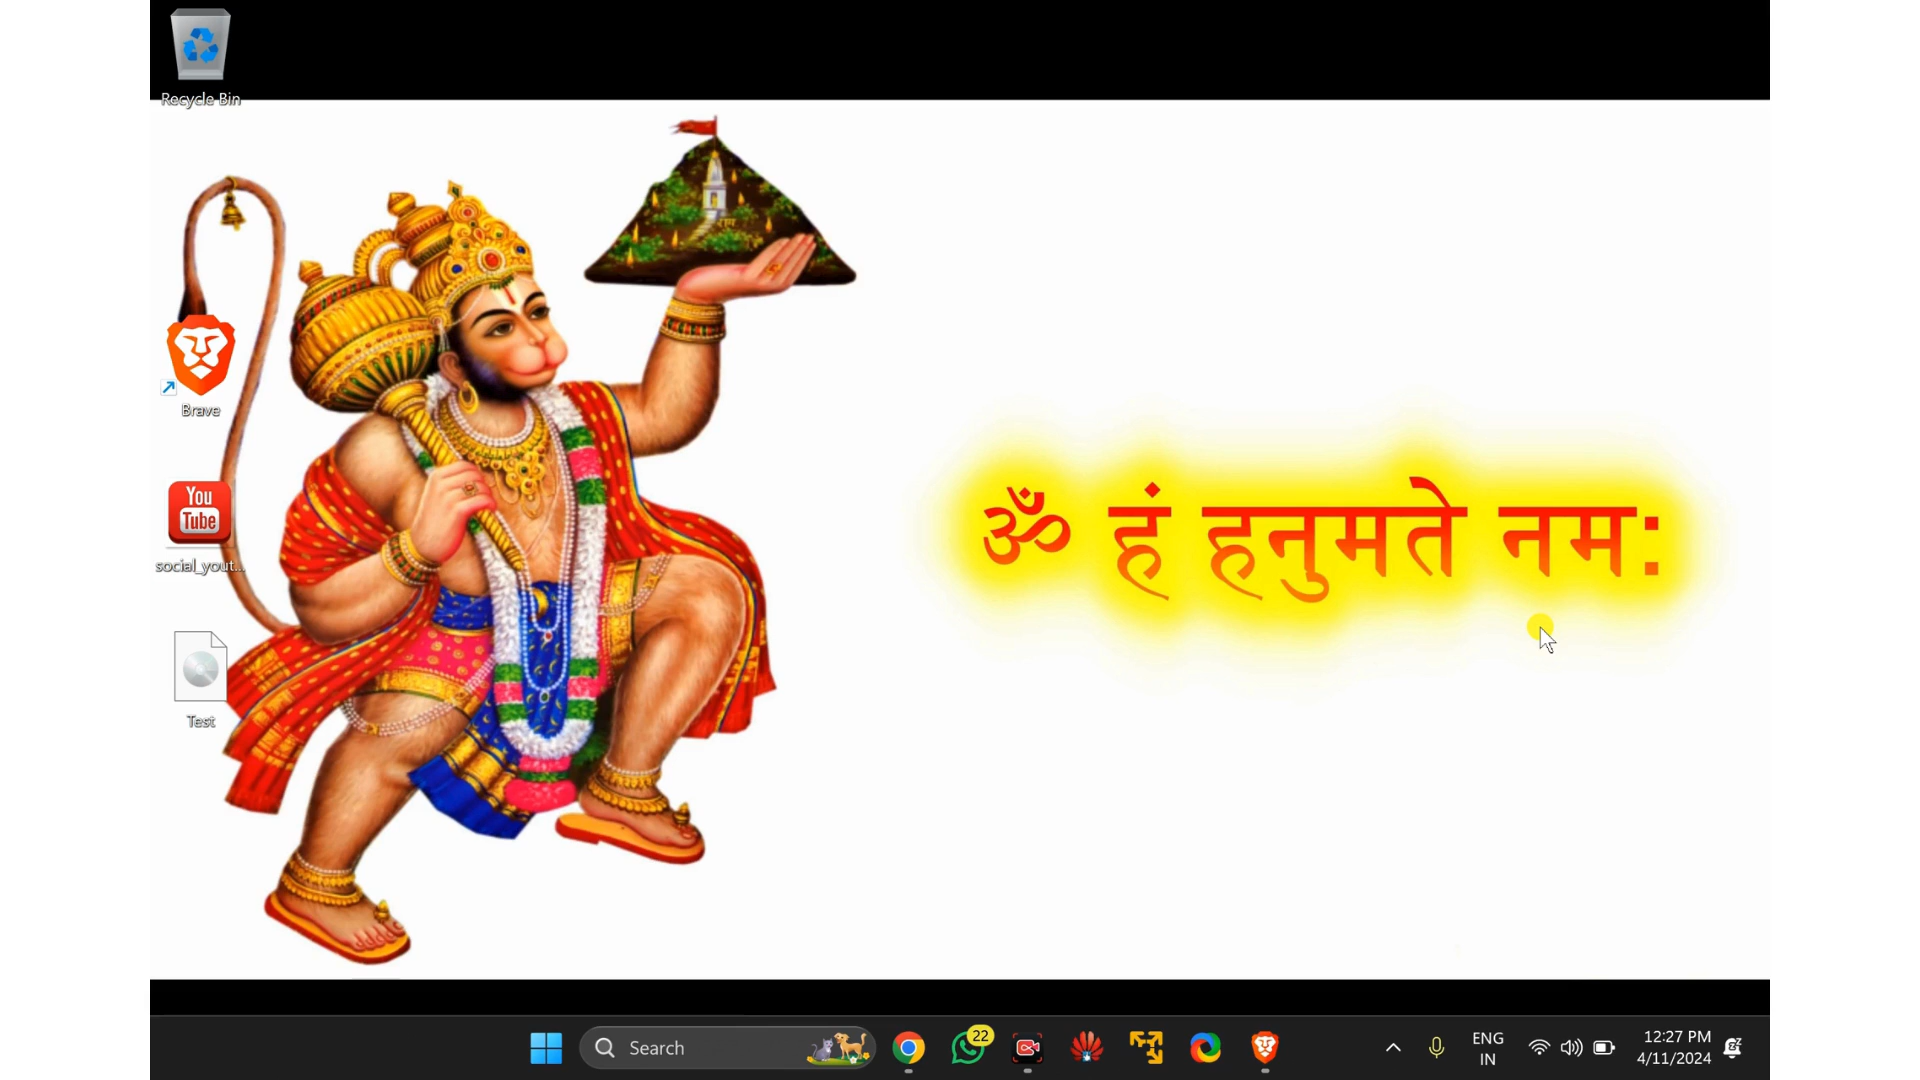 Recycle Bin
राम
Brave
You
Tube
social_yout...
ॐ हं हनुमते नमः
Test
Search
22
ENG
IN
12:27 PM
4/11/2024